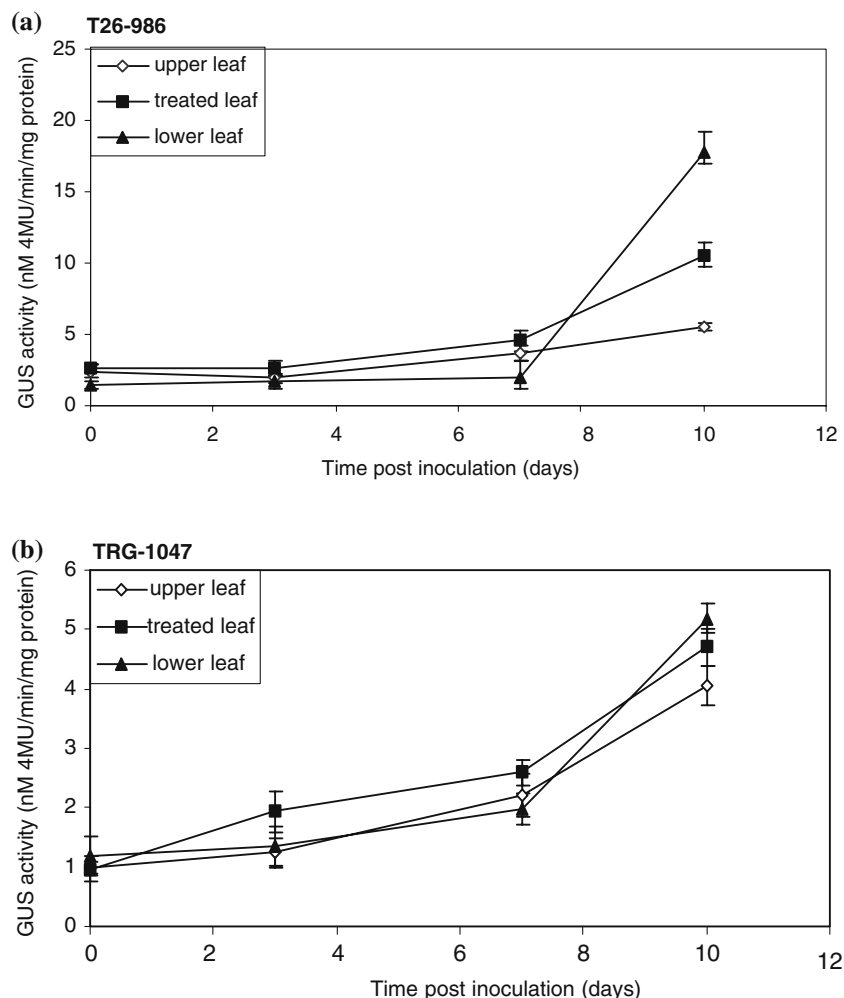 (a)
T26-986
upper leaf
treated leaf
lower leaf
GUS activity (nM 4MU/min/mg protein)
25
20
15
10
5
0
0 2 4 6 8 10 12
Time post inoculation (days)
(b)
TRG-1047
upper leaf
treated leaf
lower leaf
GUS activity (nM 4MU/min/mg protein)
6
5
4
3
2
1
0
0 2 4 6 8 10 12
Time post inoculation (days)